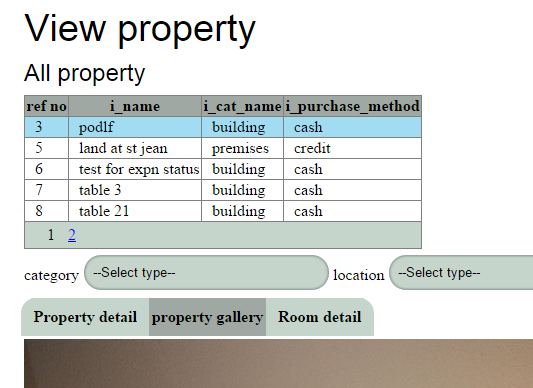 View property
All property
ref no i_name i_cat_name i_purchase_method
3 podlf building cash
5 land at st jean premises credit
6 test for expn status building cash
7 table 3 building cash
8 table 21 building cash
1 2
category --Select type-- location --Select type--
Property detail property gallery Room detail